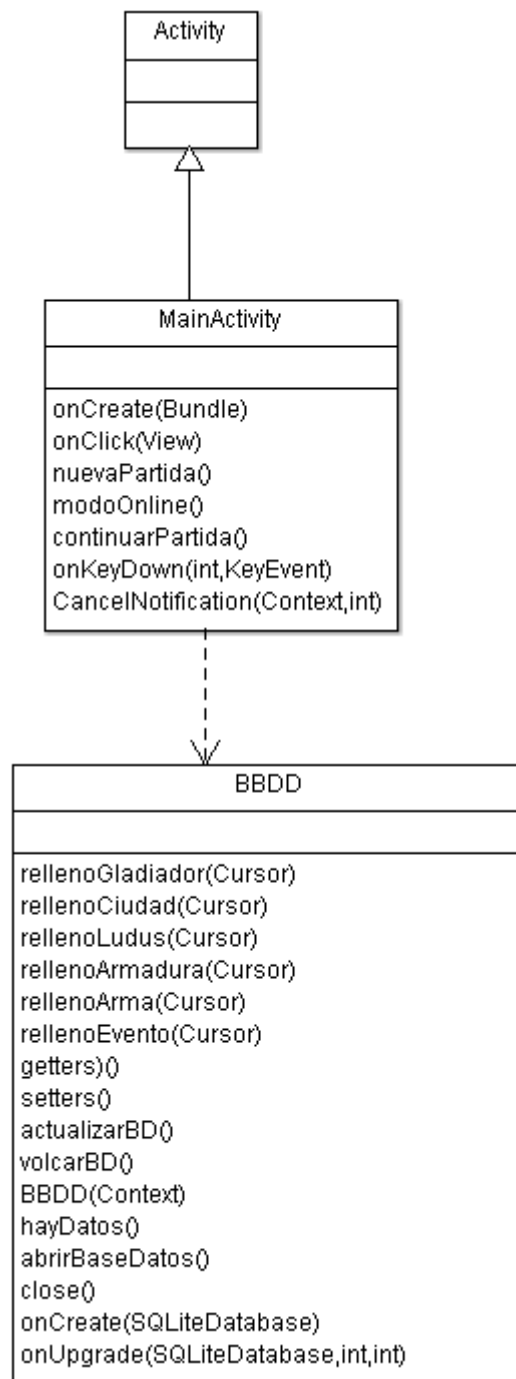 Activity
MainActivity
onCreate(Bundle)
onClick(View)
nuevaPartida()
modoOnline()
continuarPartida()
onKeyDown(int,KeyEvent)
CancelNotification(Context,int)
BBDD
rellenoGladiador(Cursor)
rellenoCiudad(Cursor)
rellenoLudus(Cursor)
rellenoArmadura(Cursor)
rellenoArma(Cursor)
rellenoEvento(Cursor)
getters)()
setters()
actualizarBD()
volcarBD()
BBDD(Context)
hayDatos()
abrirBaseDatos()
close()
onCreate(SQLiteDatabase)
onUpgrade(SQLiteDatabase,int,int)